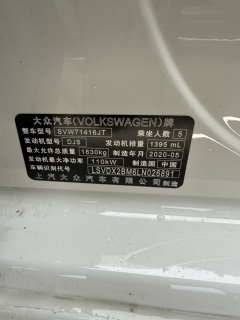 大众汽车(VOLKSWAGEN)牌
整车型号 SVW71416JT 乘坐人数 5
发动机型号 DJS 发动机排量 1395 mL
最大允许总质量 1830kg 制造年月 2020-05
发动机最大净功率 110kW 中国制造
车辆识别代号 LSVDX2BM6LN026891
上汽大众汽车有限公司制造